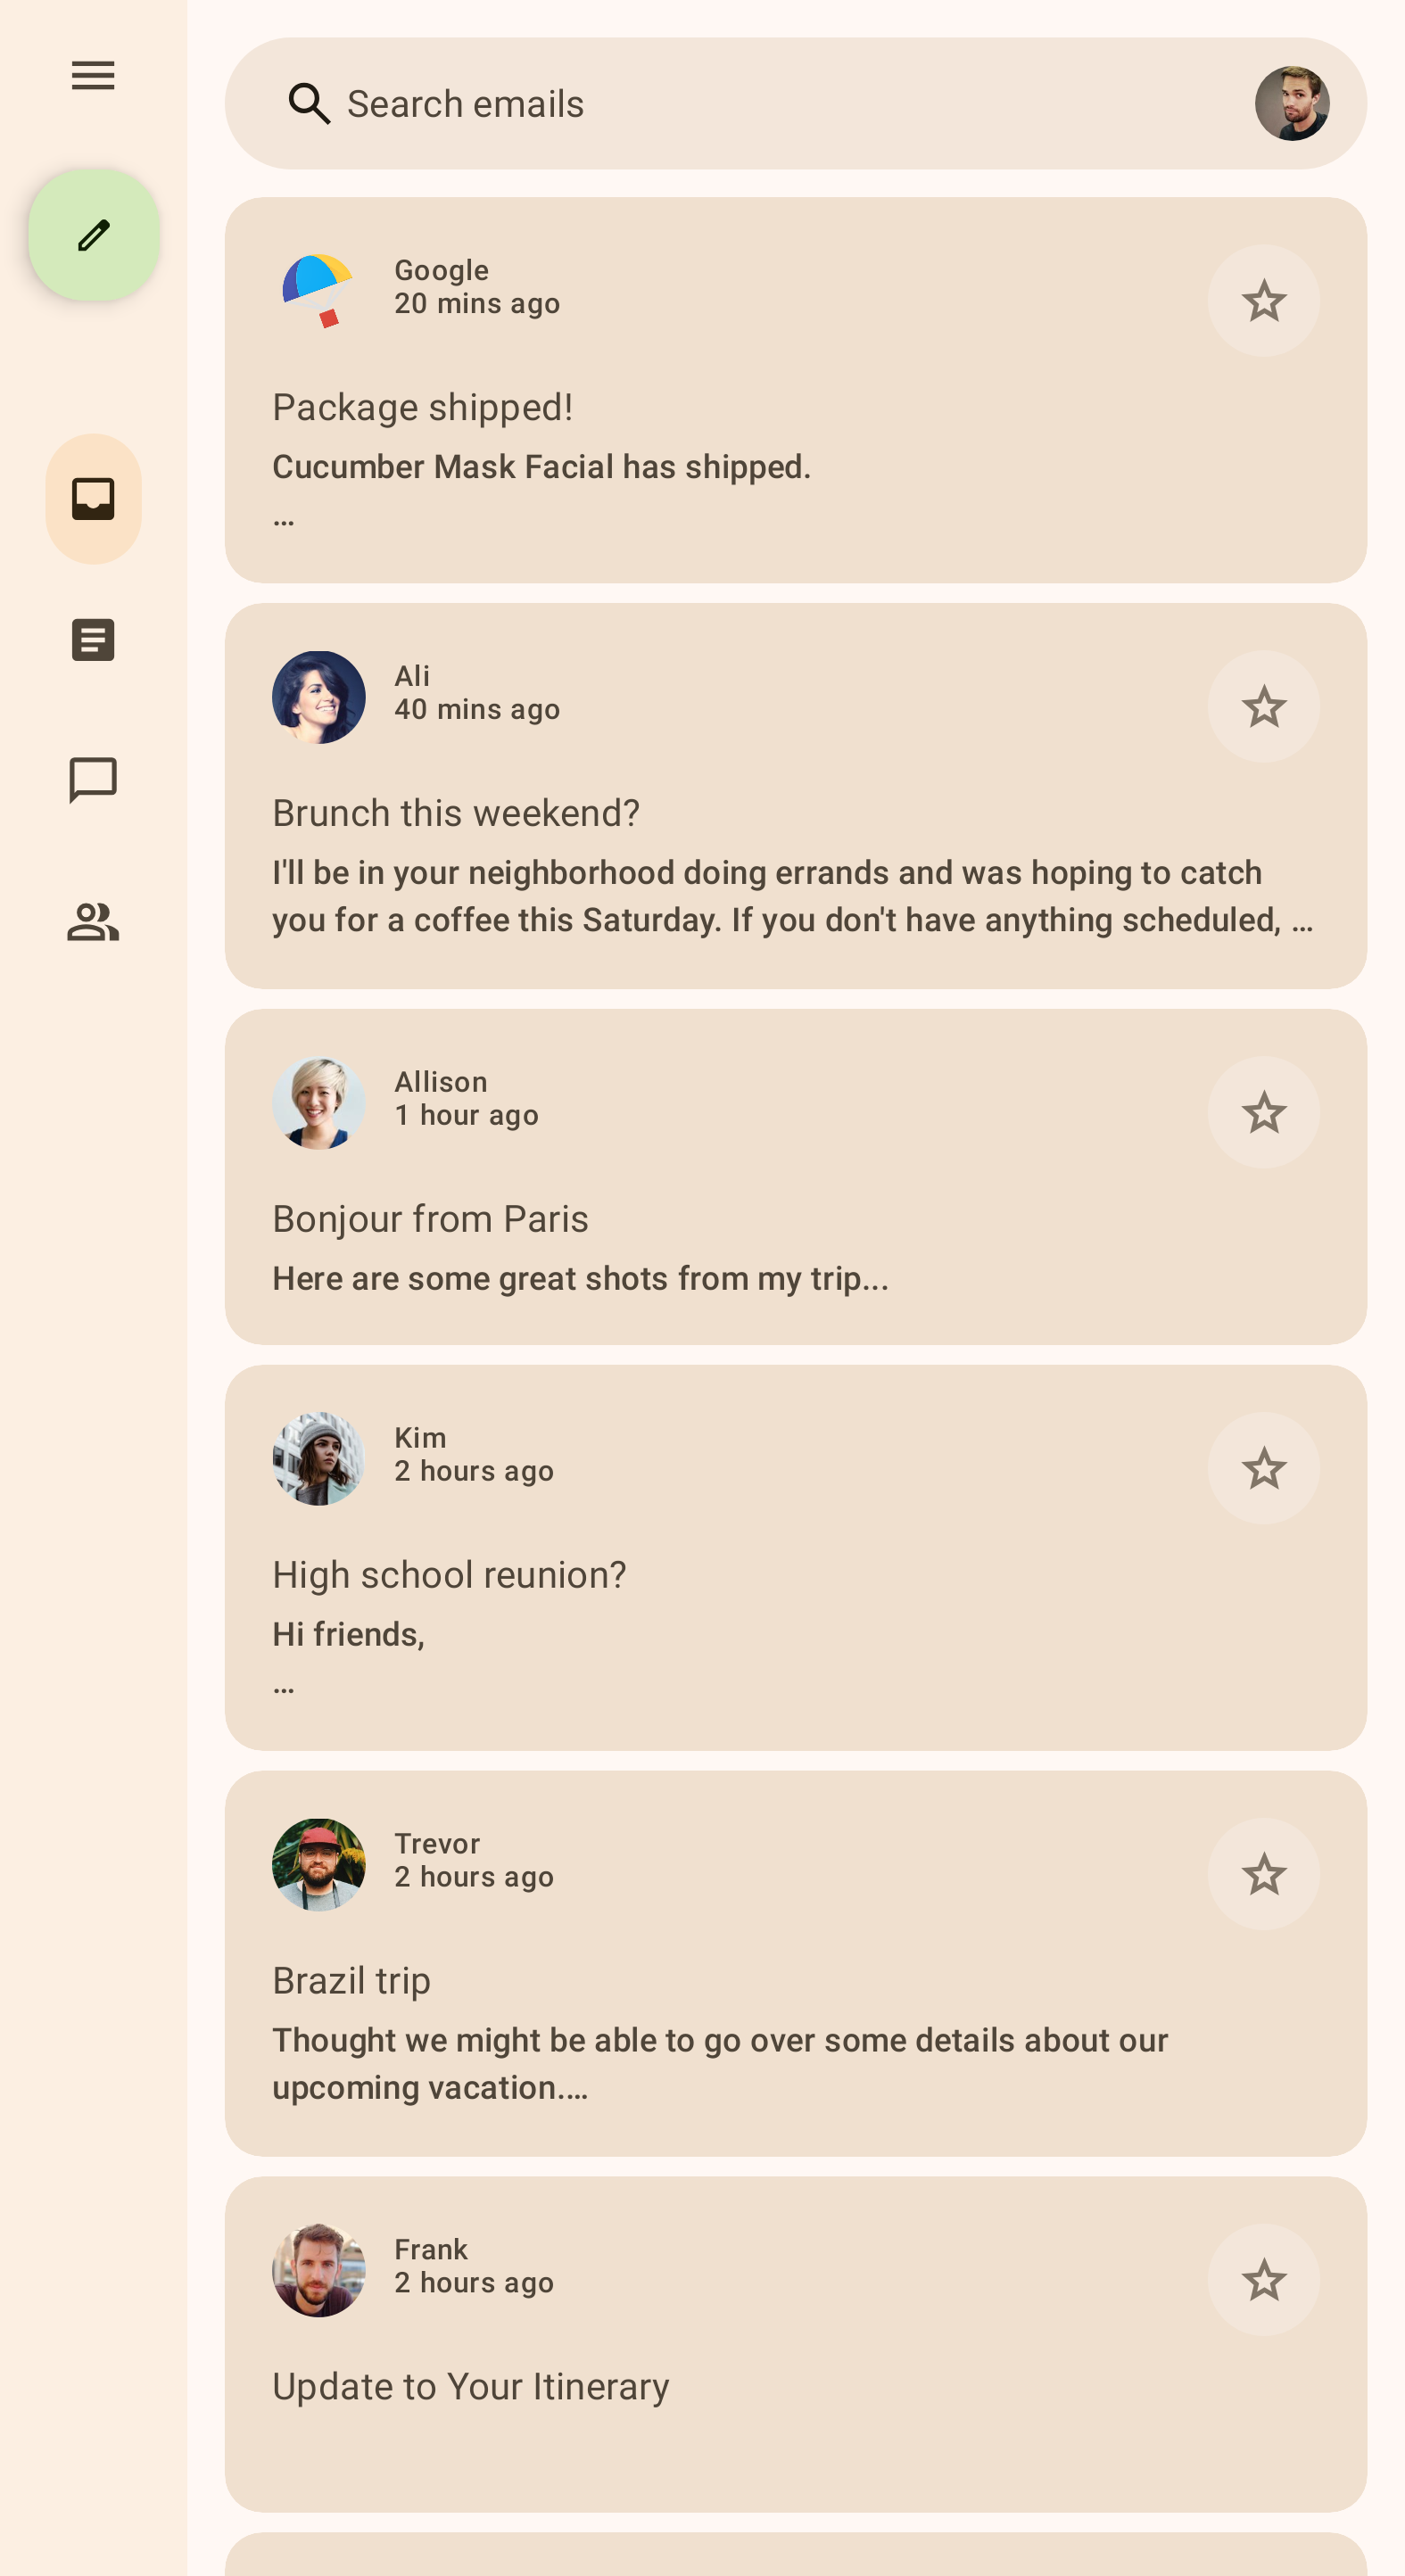 Search emails
Google
20 mins ago
Package shipped!
Cucumber Mask Facial has shipped.
…
Ali
40 mins ago
Brunch this weekend?
I'll be in your neighborhood doing errands and was hoping to catch
you for a coffee this Saturday. If you don't have anything scheduled, …
Allison
1 hour ago
Bonjour from Paris
Here are some great shots from my trip...
Kim
2 hours ago
High school reunion?
Hi friends,
…
Trevor
2 hours ago
Brazil trip
Thought we might be able to go over some details about our
upcoming vacation.…
Frank
2 hours ago
Update to Your Itinerary